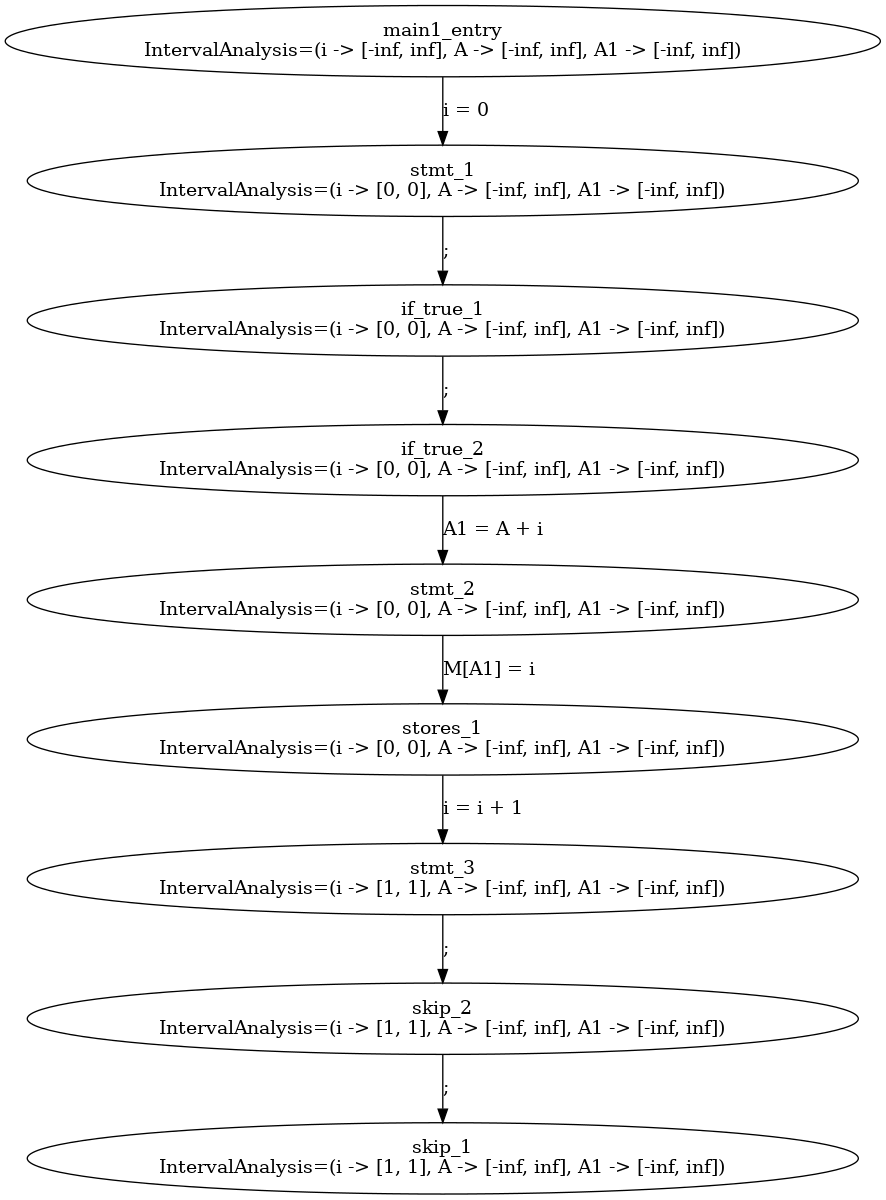 main1_entry
IntervalAnalysis=(i -> [-inf, inf], A -> [-inf, inf], A1 -> [-inf, inf])
i = 0
stmt_1
IntervalAnalysis=(i -> [0, 0], A -> [-inf, inf], A1 -> [-inf, inf])
;
if_true_1
IntervalAnalysis=(i -> [0, 0], A -> [-inf, inf], A1 -> [-inf, inf])
;
if_true_2
IntervalAnalysis=(i -> [0, 0], A -> [-inf, inf], A1 -> [-inf, inf])
A1 = A + i
stmt_2
IntervalAnalysis=(i -> [0, 0], A -> [-inf, inf], A1 -> [-inf, inf])
M[A1] = i
stores_1
IntervalAnalysis=(i -> [0, 0], A -> [-inf, inf], A1 -> [-inf, inf])
i = i + 1
stmt_3
IntervalAnalysis=(i -> [1, 1], A -> [-inf, inf], A1 -> [-inf, inf])
;
skip_2
IntervalAnalysis=(i -> [1, 1], A -> [-inf, inf], A1 -> [-inf, inf])
;
skip_1
IntervalAnalysis=(i -> [1, 1], A -> [-inf, inf], A1 -> [-inf, inf])